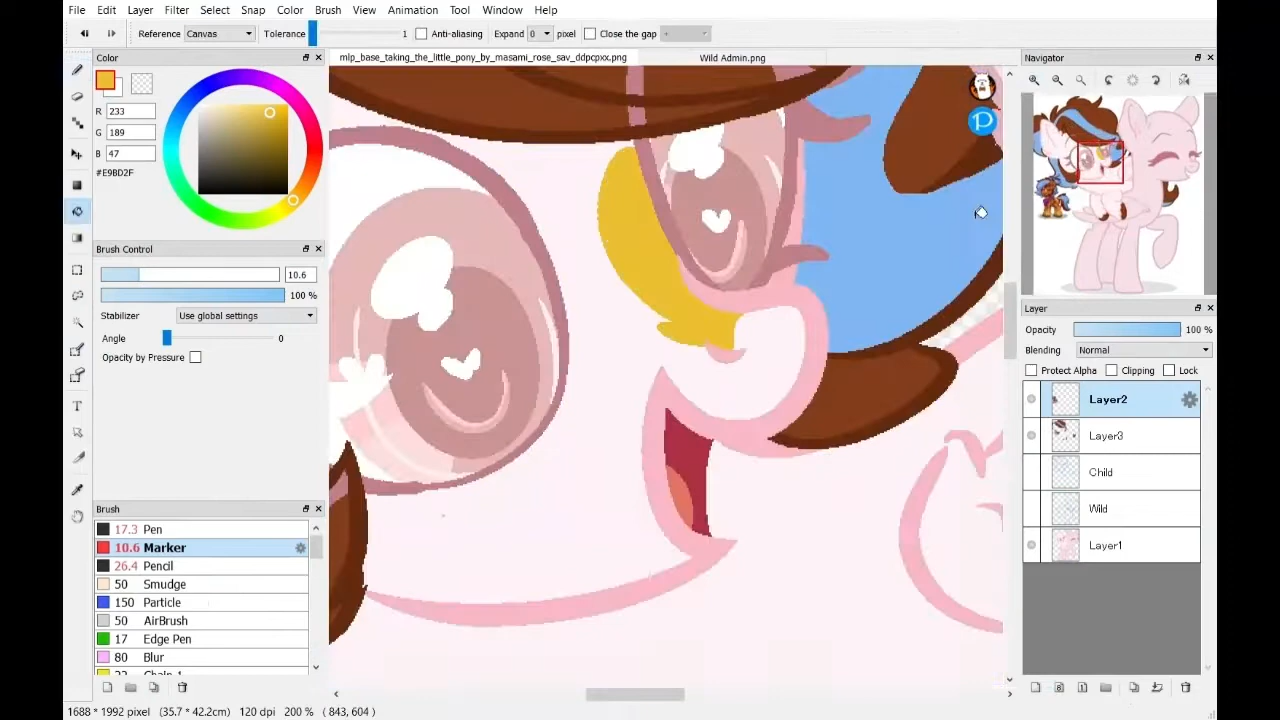 File Edit Layer Filter Select Snap Color Brush View Animation Tool Window Help
Reference Canvas Tolerance 1 Anti-aliasing Expand 0 pixel Close the gap
Color
mlp_base_taking_the_little_pony_by_masami_rose_sav_ddpcpxx.png Wild Admin.png
Navigator
R 233
G 189
B 47
#E9BD2F
Brush Control
10.6
100 %
Stabilizer Use global settings
Angle 0
Opacity by Pressure
Layer
Opacity 100 %
Blending Normal
Protect Alpha Clipping Lock
Layer2
Layer3
Child
Wild
Layer1
Brush
17.3 Pen
10.6 Marker
26.4 Pencil
50 Smudge
150 Particle
50 AirBrush
17 Edge Pen
80 Blur
1688 * 1992 pixel (35.7 * 42.2cm) 120 dpi 200 % ( 843, 604 )